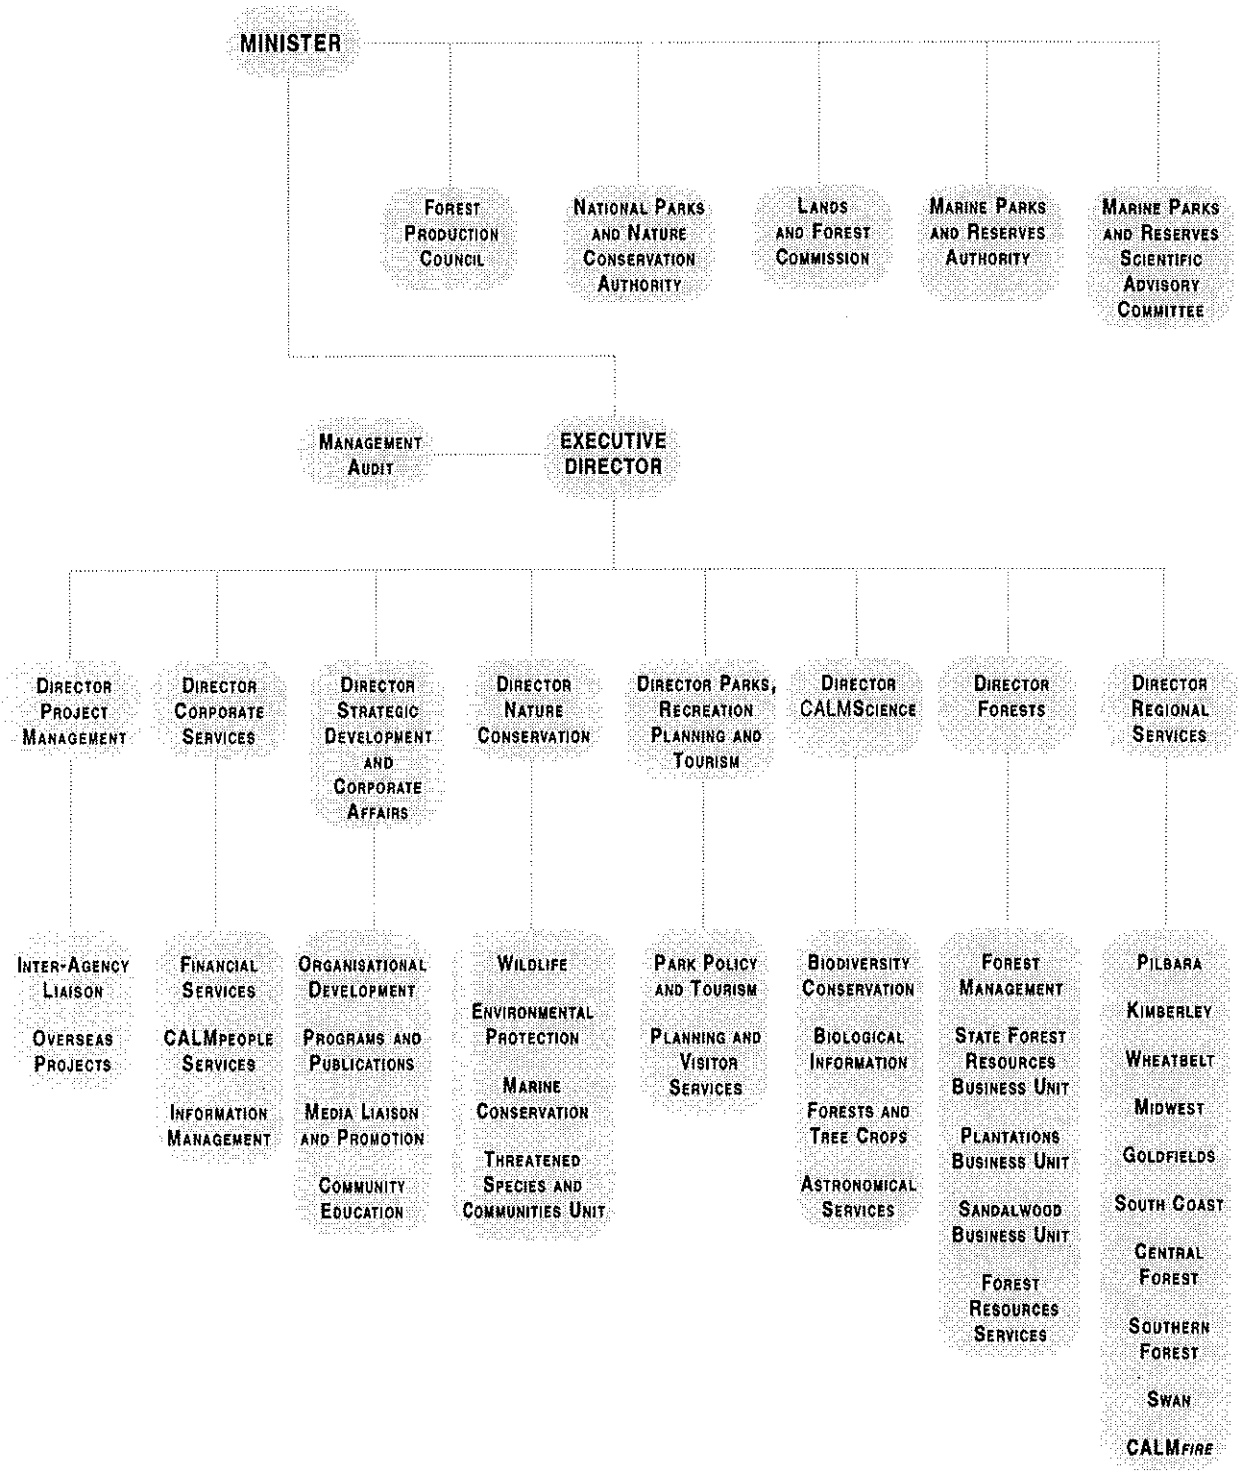 MINISTER
FOREST
PRODUCTION
COUNCIL
NATIONAL PARKS
AND NATURE
CONSERVATION
AUTHORITY
LANDS
AND FOREST
COMMISSION
MARINE PARKS
AND RESERVES
AUTHORITY
MARINE PARKS
AND RESERVES
SCIENTIFIC
ADVISORY
COMMITTEE
MANAGEMENT
AUDIT
EXECUTIVE
DIRECTOR
DIRECTOR
PROJECT
MANAGEMENT
DIRECTOR
CORPORATE
SERVICES
DIRECTOR
STRATEGIC
DEVELOPMENT
AND
CORPORATE
AFFAIRS
DIRECTOR
NATURE
CONSERVATION
DIRECTOR PARKS,
RECREATION
PLANNING AND
TOURISM
DIRECTOR
CALMSCIENCE
DIRECTOR
FORESTS
DIRECTOR
REGIONAL
SERVICES
INTER-AGENCY
LIAISON
OVERSEAS
PROJECTS
FINANCIAL
SERVICES
CALMPEOPLE
SERVICES
INFORMATION
MANAGEMENT
ORGANISATIONAL
DEVELOPMENT
PROGRAMS AND
PUBLICATIONS
MEDIA LIAISON
AND PROMOTION
COMMUNITY
EDUCATION
WILDLIFE
ENVIRONMENTAL
PROTECTION
MARINE
CONSERVATION
THREATENED
SPECIES AND
COMMUNITIES UNIT
PARK POLICY
AND TOURISM
PLANNING AND
VISITOR
SERVICES
BIODIVERSITY
CONSERVATION
BIOLOGICAL
INFORMATION
FORESTS AND
TREE CROPS
ASTRONOMICAL
SERVICES
FOREST
MANAGEMENT
STATE FOREST
RESOURCES
BUSINESS UNIT
PLANTATIONS
BUSINESS UNIT
SANDALWOOD
BUSINESS UNIT
FOREST
RESOURCES
SERVICES
PILBARA
KIMBERLEY
WHEATBELT
MIDWEST
GOLDFIELDS
SOUTH COAST
CENTRAL
FOREST
SOUTHERN
FOREST
SWAN
CALMFIRE